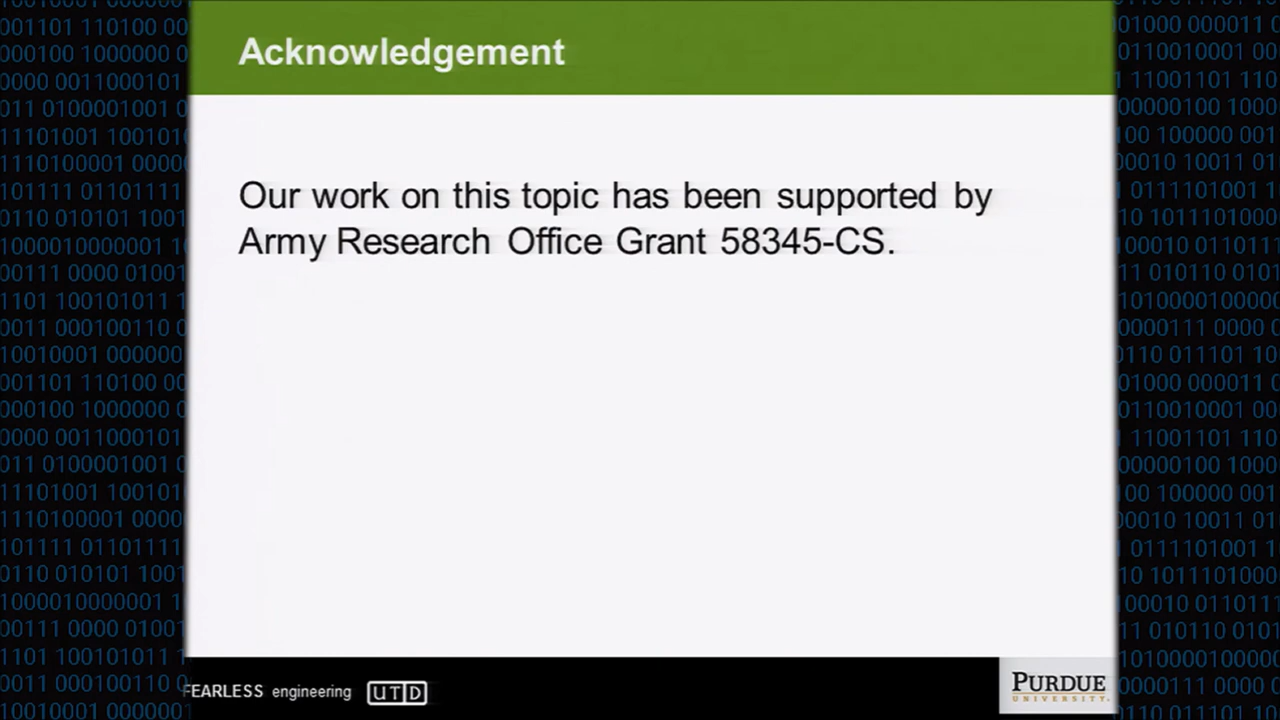 Acknowledgement
Our work on this topic has been supported by
Army Research Office Grant 58345-CS.
FEARLESS engineering UTD
PURDUE
UNIVERSITY